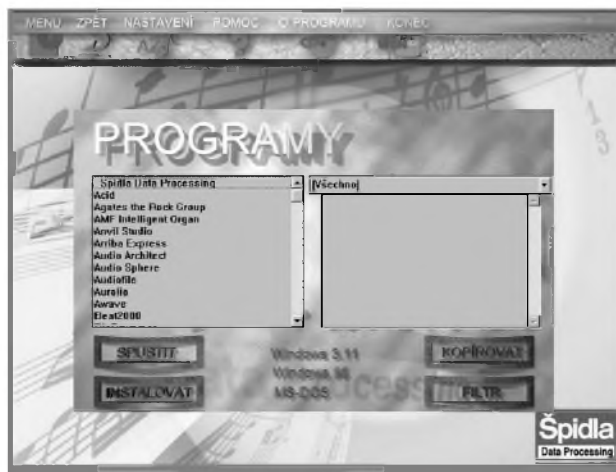 MENU ZPĚT NASTAVENÍ POMOC O PROGRAMU KONEC
PROGRAMY
Špidla Data Processing
[Všechno]
Acid
Agates the Rock Group
AMF Intelligent Organ
Anvil Studio
Arriba Express
Audio Architect
Audio Sphere
Audiofile
Auralia
Awave
Beat2000
SPUSTIT
Windows 3.11
KOPÍROVAT
Windows 95
INSTALOVAT
MS-DOS
FILTR
Špidla
Data Processing